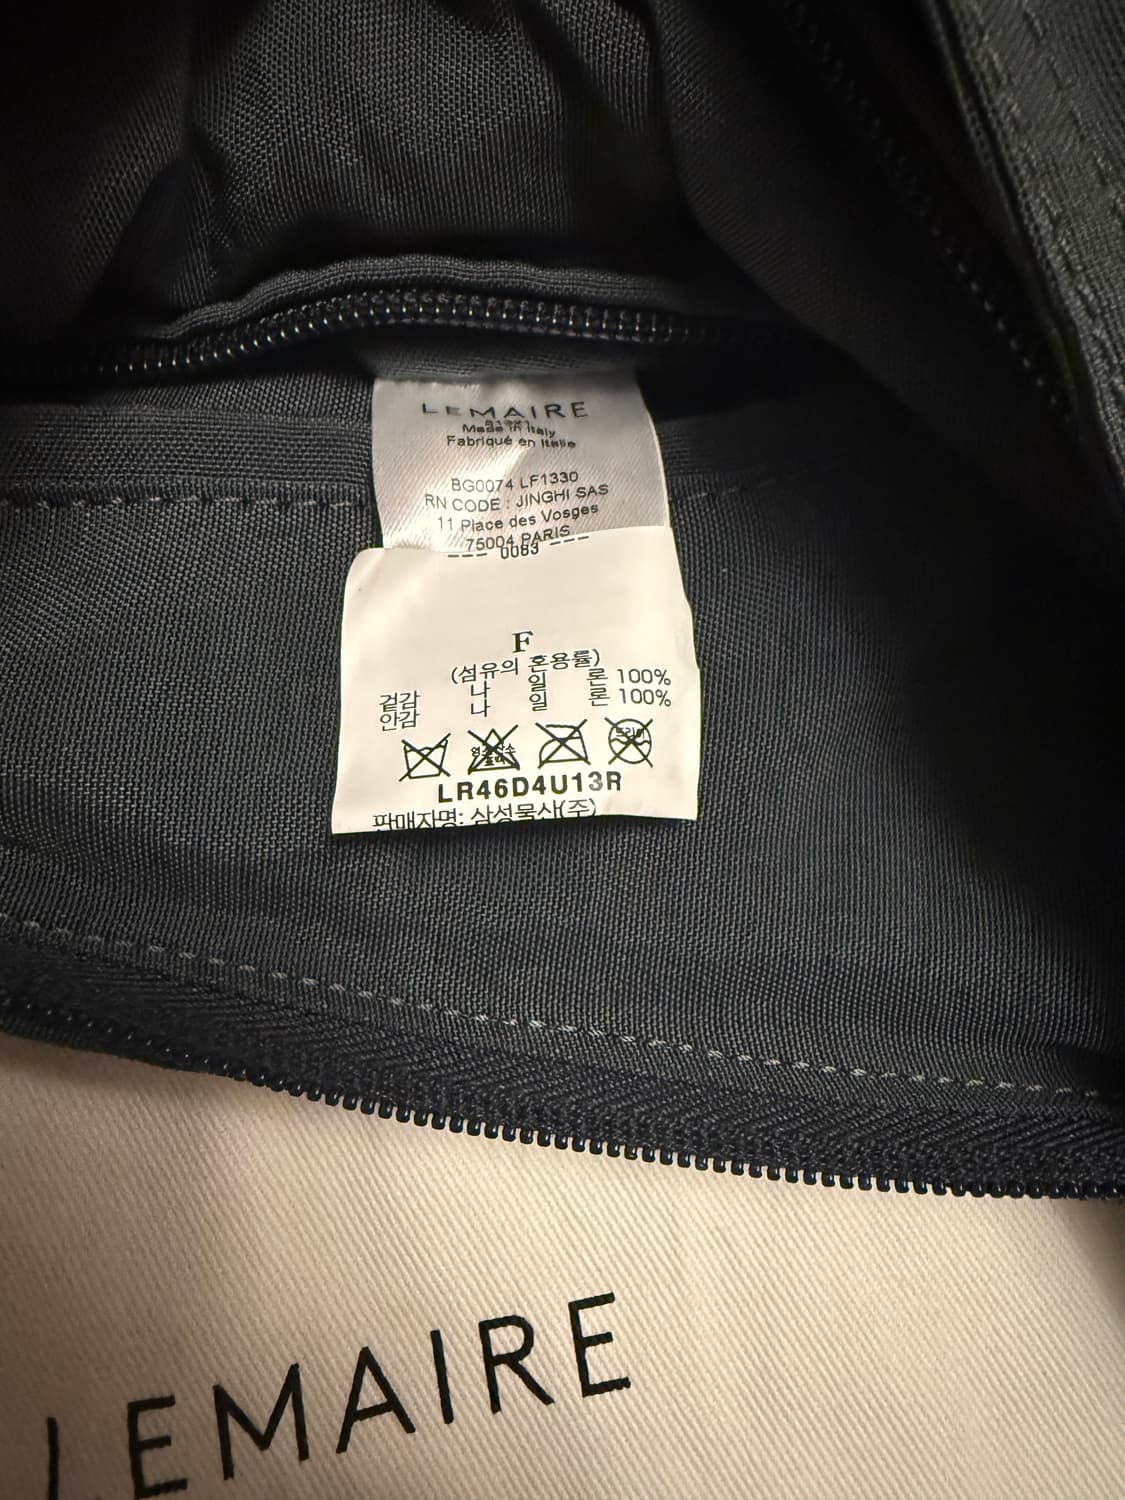 LEMAIRE
Made in Italy
Fabriqué en Italie
BG0074 LF1330
RN CODE : JINGHI SAS
11 Place des Vosges
75004 PARIS
--- 0083 ---
F
(섬유의 혼용률)
겉감 나 일 론 100%
안감 나 일 론 100%
LR46D4U13R
판매자명: 삼성물산(주)
LEMAIRE